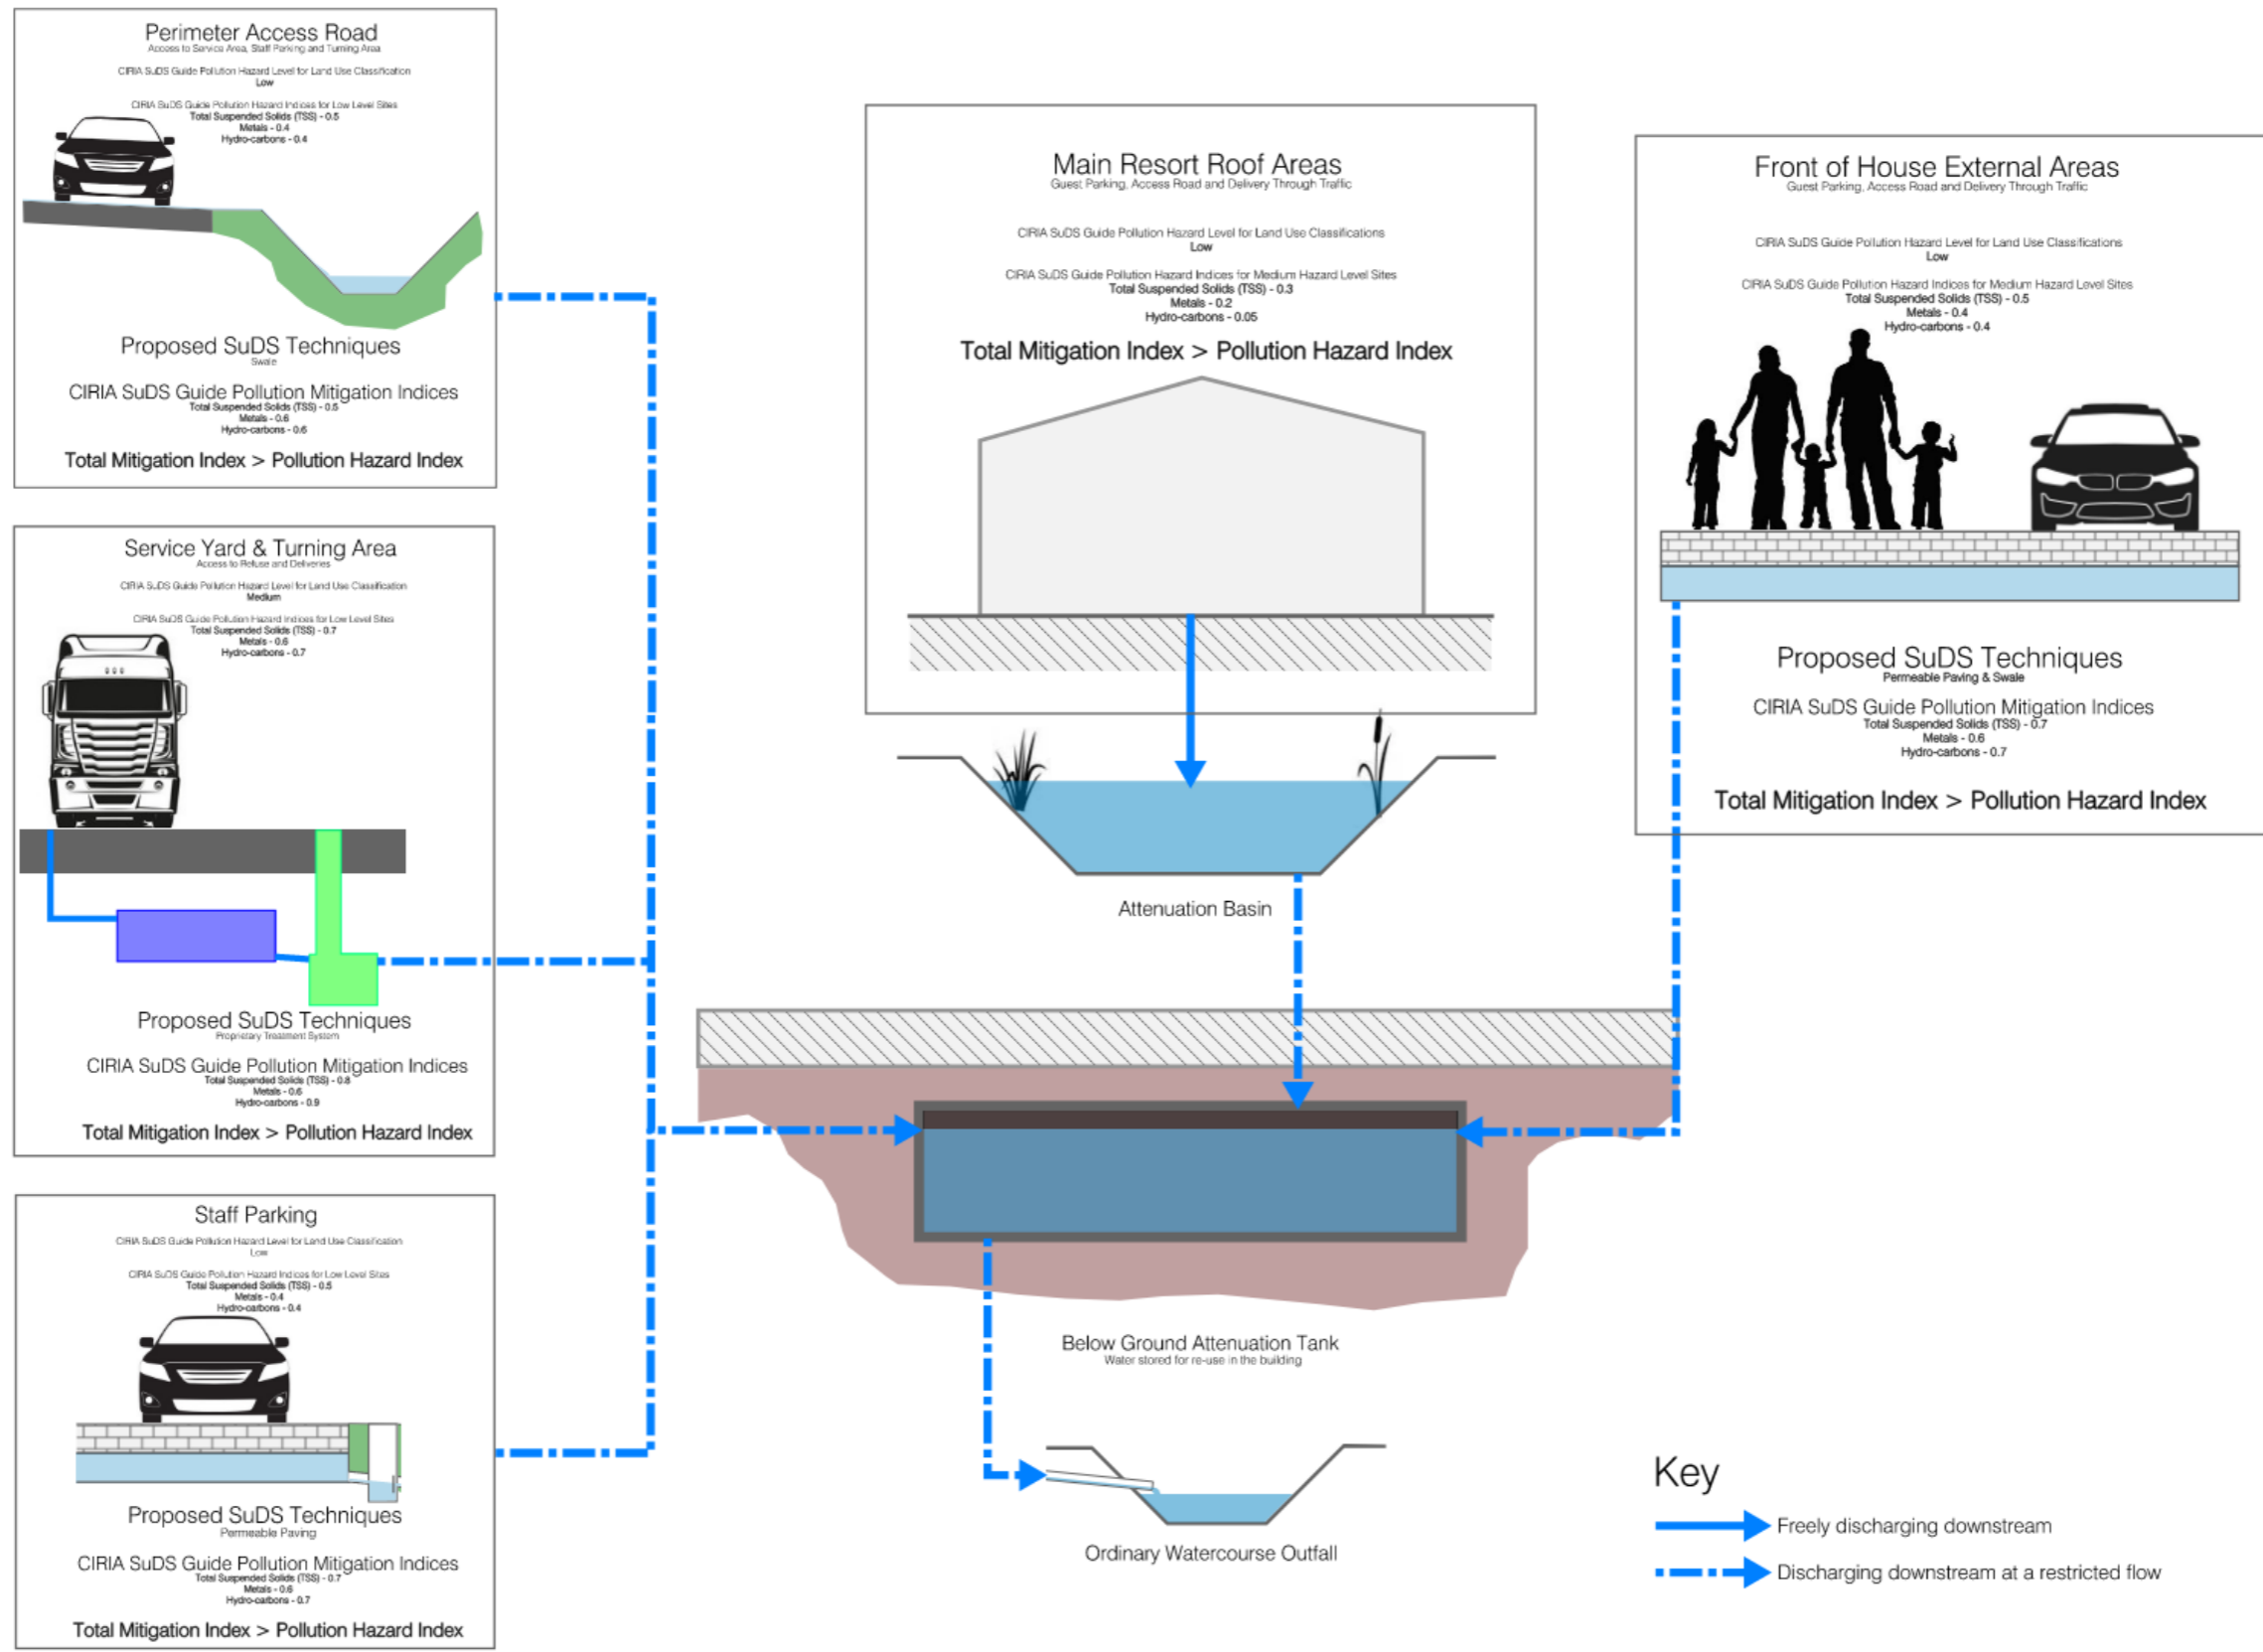 Perimeter Access Road
Access to Service Area, Staff Parking and Turning Area
CIRIA SuDS Guide Pollution Hazard Level for Land Use Classification
Low
CIRIA SuDS Guide Pollution Hazard Indices for Low Level Sites
Total Suspended Solids (TSS) - 0.5
Metals - 0.4
Hydro-carbons - 0.4
Proposed SuDS Techniques
Swale
CIRIA SuDS Guide Pollution Mitigation Indices
Total Suspended Solids (TSS) - 0.5
Metals - 0.6
Hydro-carbons - 0.6
Total Mitigation Index > Pollution Hazard Index
Service Yard & Turning Area
Access to Refuse and Deliveries
CIRIA SuDS Guide Pollution Hazard Level for Land Use Classification
Medium
CIRIA SuDS Guide Pollution Hazard Indices for Low Level Sites
Total Suspended Solids (TSS) - 0.7
Metals - 0.6
Hydro-carbons - 0.7
Proposed SuDS Techniques
Proprietary Treatment System
CIRIA SuDS Guide Pollution Mitigation Indices
Total Suspended Solids (TSS) - 0.8
Metals - 0.6
Hydro-carbons - 0.9
Total Mitigation Index > Pollution Hazard Index
Staff Parking
CIRIA SuDS Guide Pollution Hazard Level for Land Use Classification
Low
CIRIA SuDS Guide Pollution Hazard Indices for Low Level Sites
Total Suspended Solids (TSS) - 0.5
Metals - 0.4
Hydro-carbons - 0.4
Proposed SuDS Techniques
Permeable Paving
CIRIA SuDS Guide Pollution Mitigation Indices
Total Suspended Solids (TSS) - 0.7
Metals - 0.6
Hydro-carbons - 0.7
Total Mitigation Index > Pollution Hazard Index
Main Resort Roof Areas
Guest Parking, Access Road and Delivery Through Traffic
CIRIA SuDS Guide Pollution Hazard Level for Land Use Classifications
Low
CIRIA SuDS Guide Pollution Hazard Indices for Medium Hazard Level Sites
Total Suspended Solids (TSS) - 0.3
Metals - 0.2
Hydro-carbons - 0.05
Total Mitigation Index > Pollution Hazard Index
Attenuation Basin
Below Ground Attenuation Tank
Water stored for re-use in the building
Ordinary Watercourse Outfall
Front of House External Areas
Guest Parking, Access Road and Delivery Through Traffic
CIRIA SuDS Guide Pollution Hazard Level for Land Use Classifications
Low
CIRIA SuDS Guide Pollution Hazard Indices for Medium Hazard Level Sites
Total Suspended Solids (TSS) - 0.5
Metals - 0.4
Hydro-carbons - 0.4
Proposed SuDS Techniques
Permeable Paving & Swale
CIRIA SuDS Guide Pollution Mitigation Indices
Total Suspended Solids (TSS) - 0.7
Metals - 0.6
Hydro-carbons - 0.7
Total Mitigation Index > Pollution Hazard Index
Key
Freely discharging downstream
Discharging downstream at a restricted flow